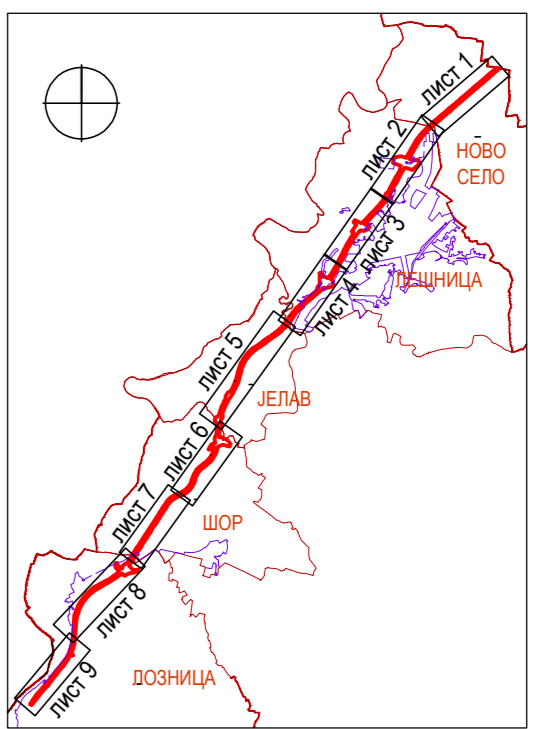 ЛИСТ 1
ЛИСТ 2
НОВО
СЕЛО
ЛИСТ 3
ЛЕШНИЦА
ЛИСТ 4
ЛИСТ 5
ЈЕЛАВ
ЛИСТ 6
ЛИСТ 7
ШОР
ЛИСТ 8
ЛОЗНИЦА
ЛИСТ 9